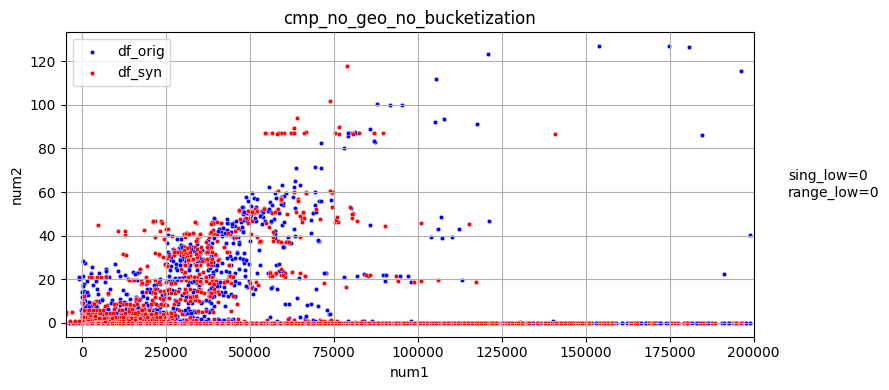 cmp_no_geo_no_bucketization
df_orig
df_syn
120
100
80
60
40
20
0
num2
sing_low=0
range_low=0
0 25000 50000 75000 100000 125000 150000 175000 200000
num1